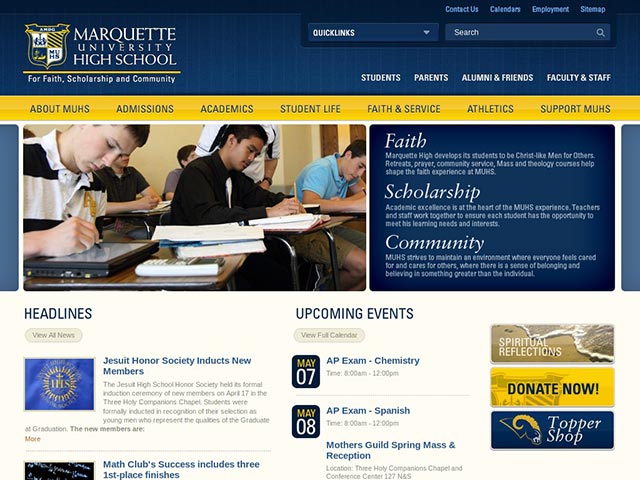 Contact Us Calendars Employment Sitemap
AMDG
MUHS
MARQUETTE
UNIVERSITY
HIGH SCHOOL
For Faith, Scholarship and Community
QUICKLINKS
Search
STUDENTS PARENTS ALUMNI & FRIENDS FACULTY & STAFF
ABOUT MUHS ADMISSIONS ACADEMICS STUDENT LIFE FAITH & SERVICE ATHLETICS SUPPORT MUHS
Faith
Marquette High develops its students to be Christ-like Men for Others.
Retreats, prayer, community service, Mass and theology courses help
shape the faith experience at MUHS.
Scholarship
Academic excellence is at the heart of the MUHS experience. Teachers
and staff work together to ensure each student has the opportunity to
meet his learning needs and interests.
Community
MUHS strives to maintain an environment where everyone feels cared
for and cares for others, where there is a sense of belonging and
believing in something greater than the individual.
HEADLINES
View All News
IHS
Jesuit Honor Society Inducts New
Members
The Jesuit High School Honor Society held its formal
induction ceremony of new members on April 17 in the
Three Holy Companions Chapel. Students were
formally inducted in recognition of their selection as
young men who represent the qualities of the Graduate
at Graduation. The new members are:
More
Math Club's Success includes three
1st-place finishes
UPCOMING EVENTS
View Full Calendar
MAY
07
AP Exam - Chemistry
Time: 8:00am - 12:00pm
MAY
08
AP Exam - Spanish
Time: 8:00am - 12:00pm
Mothers Guild Spring Mass &
Reception
Location: Three Holy Companions Chapel and
Conference Center 127 N&S
SPIRITUAL
REFLECTIONS
DONATE NOW!
Topper
Shop